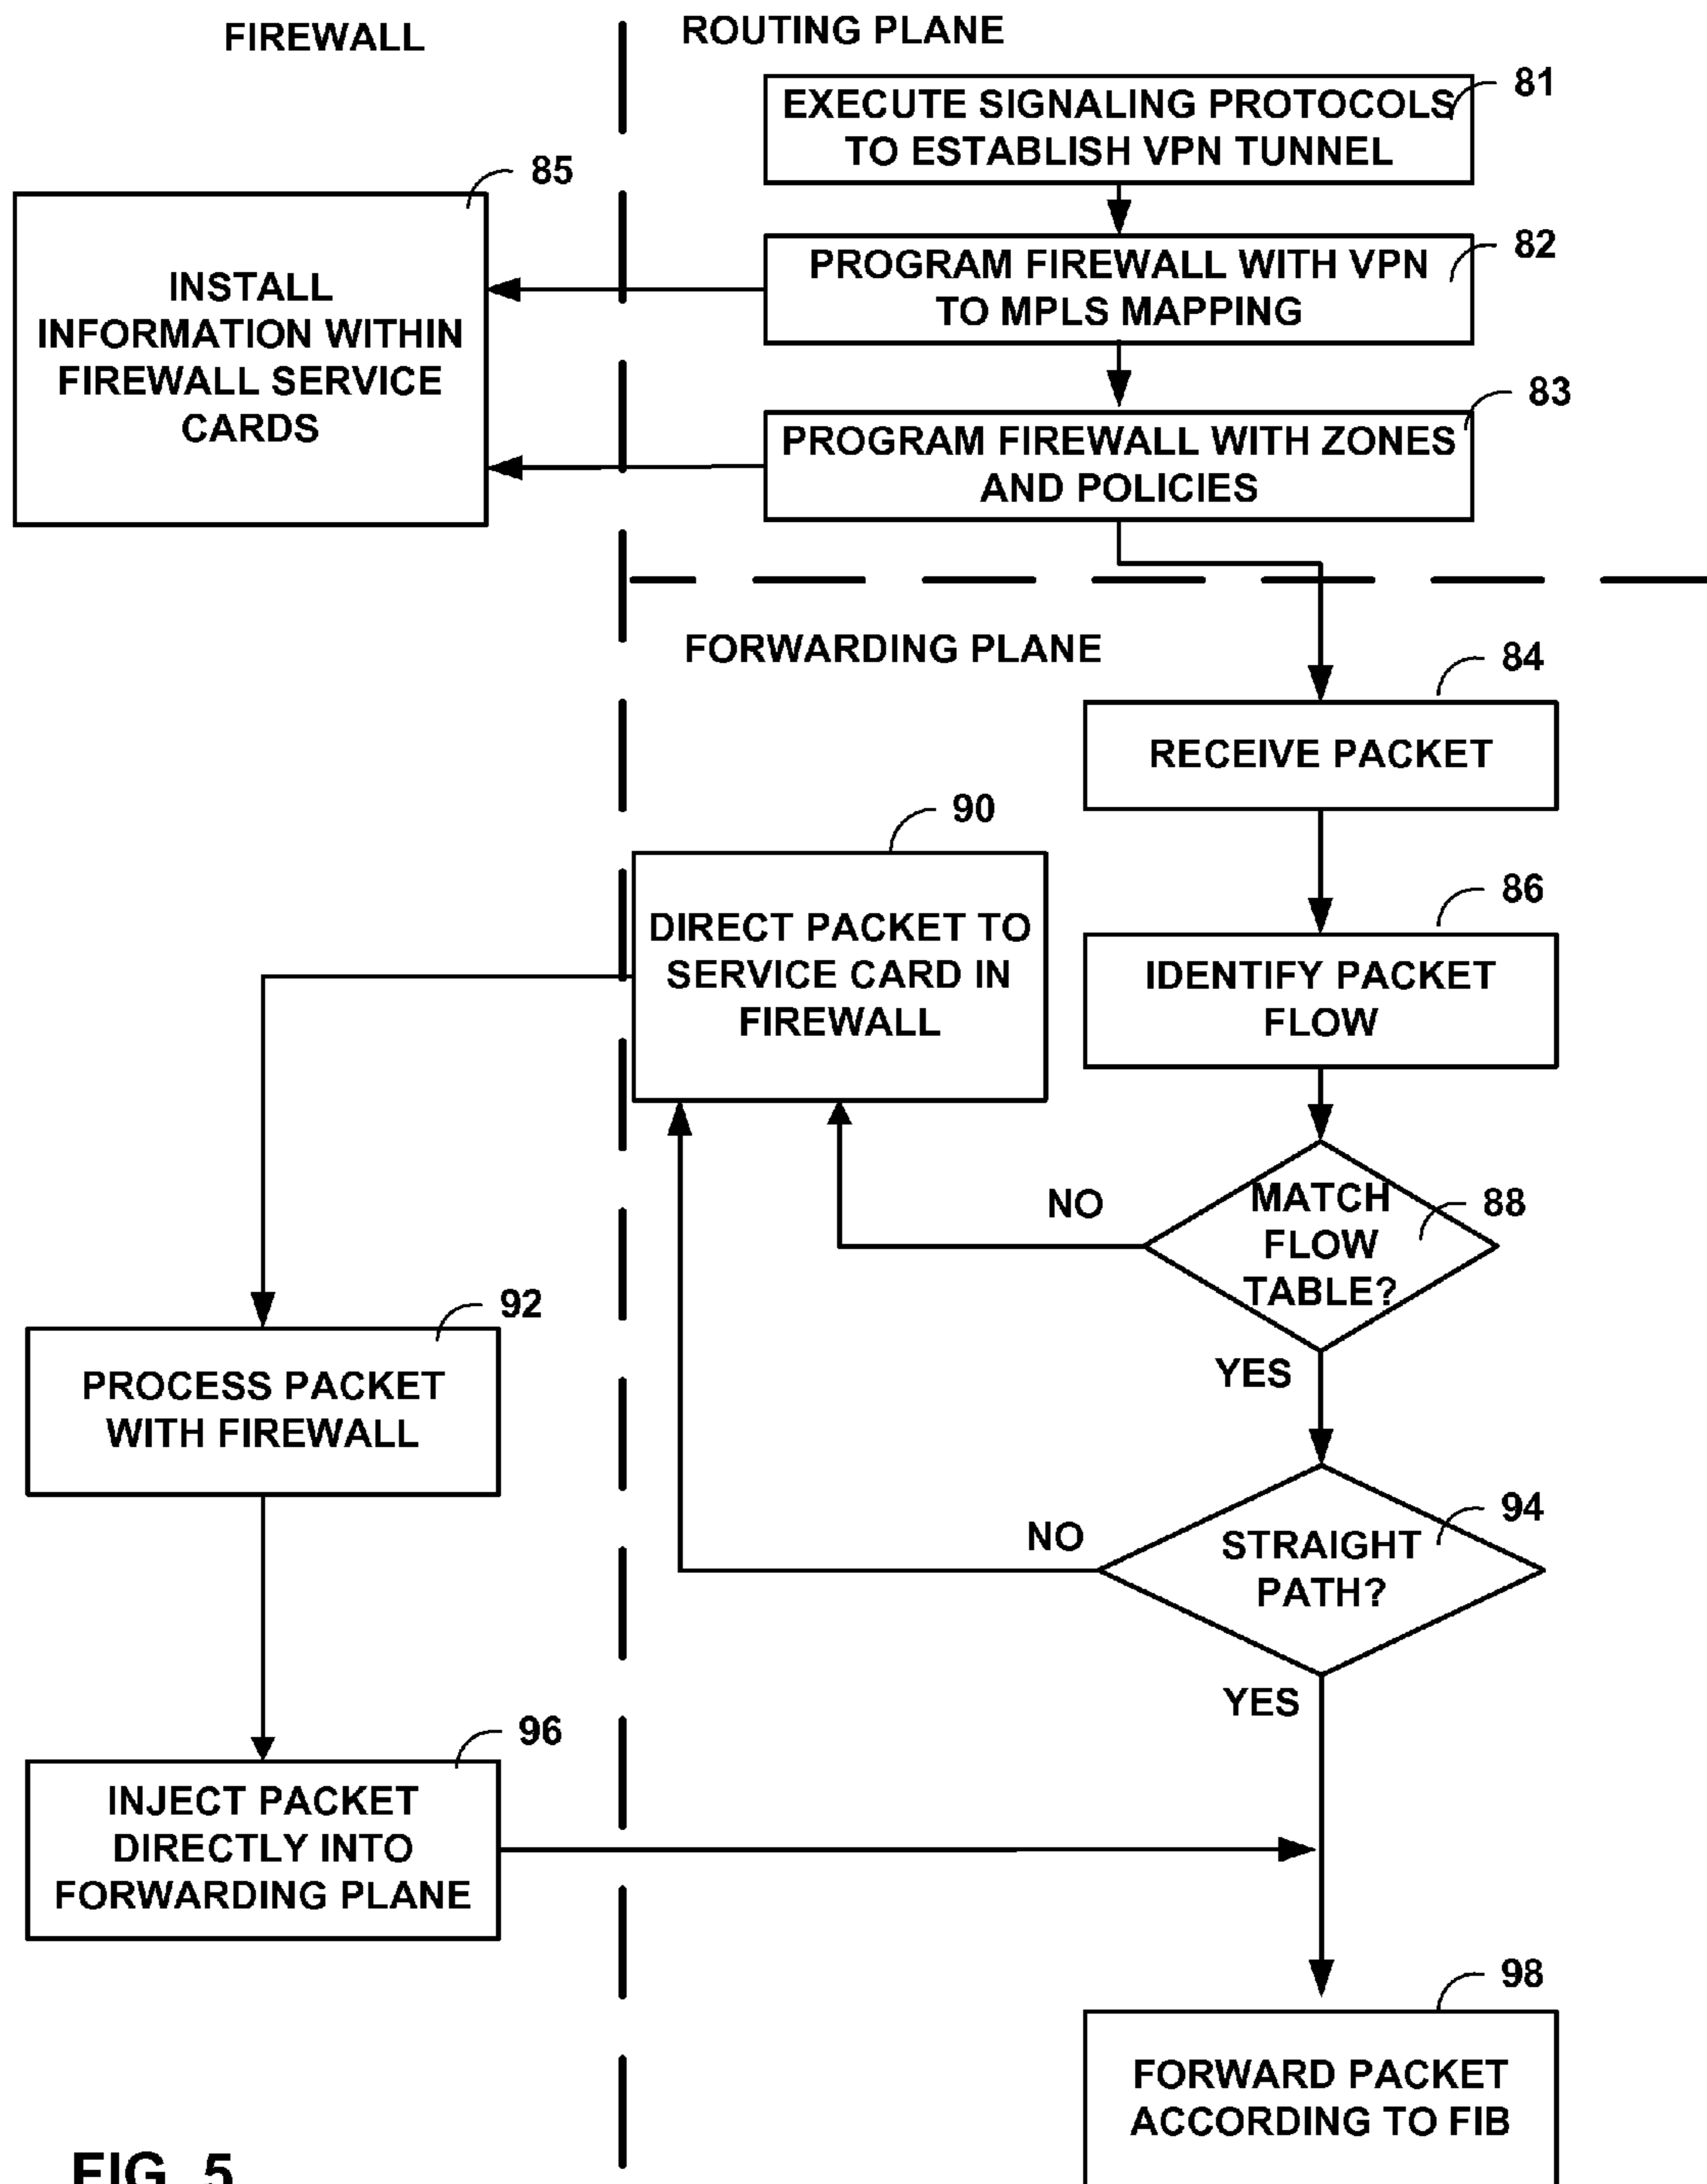 FIREWALL
ROUTING PLANE
81
EXECUTE SIGNALING PROTOCOLS
TO ESTABLISH VPN TUNNEL
85
82
INSTALL
INFORMATION WITHIN
FIREWALL SERVICE
CARDS
PROGRAM FIREWALL WITH VPN
TO MPLS MAPPING
83
PROGRAM FIREWALL WITH ZONES
AND POLICIES
FORWARDING PLANE
84
RECEIVE PACKET
90
DIRECT PACKET TO
SERVICE CARD IN
FIREWALL
86
IDENTIFY PACKET
FLOW
NO
MATCH
FLOW
TABLE?
88
YES
92
PROCESS PACKET
WITH FIREWALL
NO
STRAIGHT
PATH?
94
YES
96
INJECT PACKET
DIRECTLY INTO
FORWARDING PLANE
98
FORWARD PACKET
ACCORDING TO FIB
FIG. 5